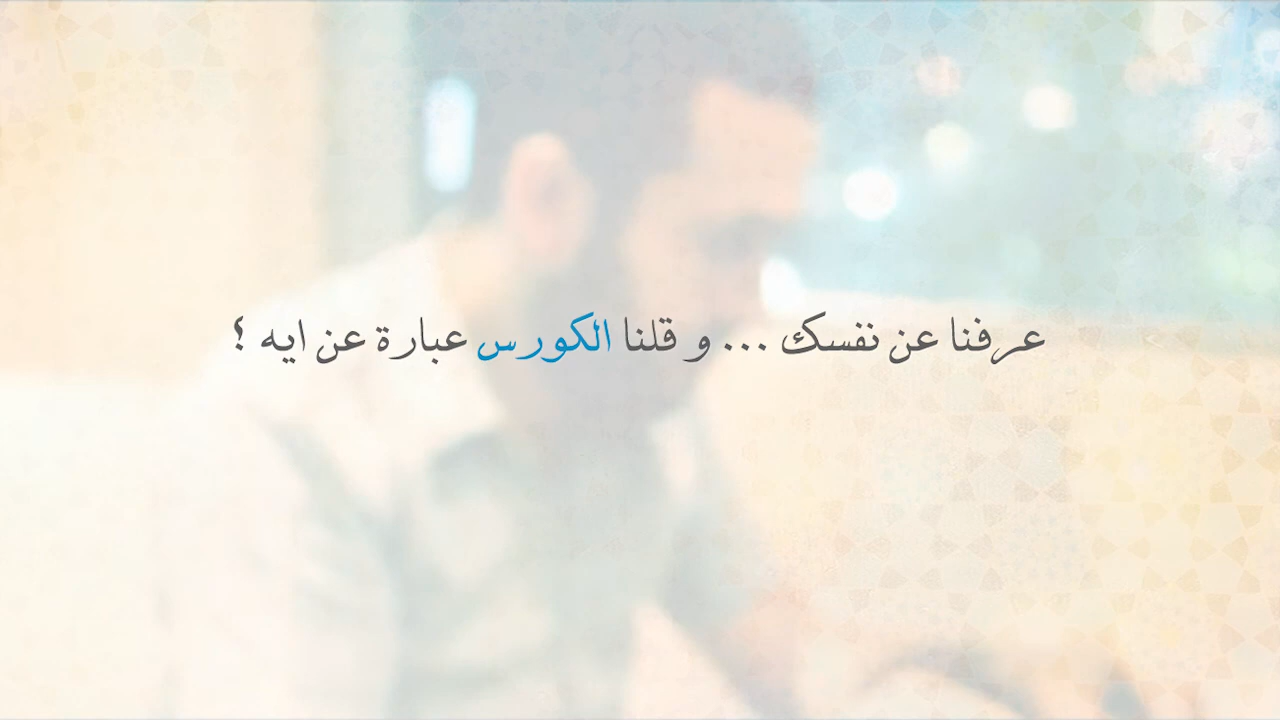 عرفنا عن نفسك ... و قلنا الكورس عبارة عن ايه ؟